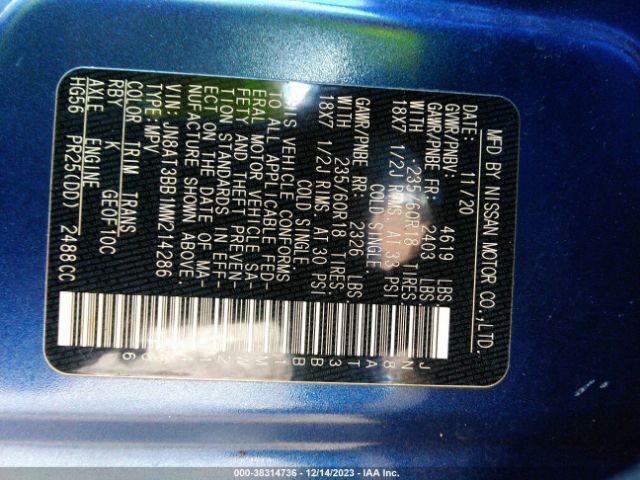 MFD BY NISSAN MOTOR CO.,LTD.
DATE: 11/20
GVWR/PNBV: 4619 LBS
GAWR/PNBE FR: 2403 LBS
WITH 235/60R18 TIRES
18X7 1/2J RIMS. AT 33 PSI
COLD SINGLE.
GAWR/PNBE RR: 2326 LBS
WITH 235/60R18 TIRES
18X7 1/2J RIMS. AT 30 PSI
COLD SINGLE.
THIS VEHICLE CONFORMS
TO ALL APPLICABLE FED-
ERAL MOTOR VEHICLE SA-
FETY AND THEFT PREVEN-
TION STANDARDS IN EFF-
ECT ON THE DATE OF MA-
NUFACTURE SHOWN ABOVE.
VIN: JN8AT3BB1MW214286
TYPE: MPV
COLOR TRIM TRANS
RBY K GE0F10C
AXLE ENGINE
HG56 PR25(DD) 2488CC
JN8AT3BB1MW214286
000-38314736 - 12/14/2023 - IAA Inc.